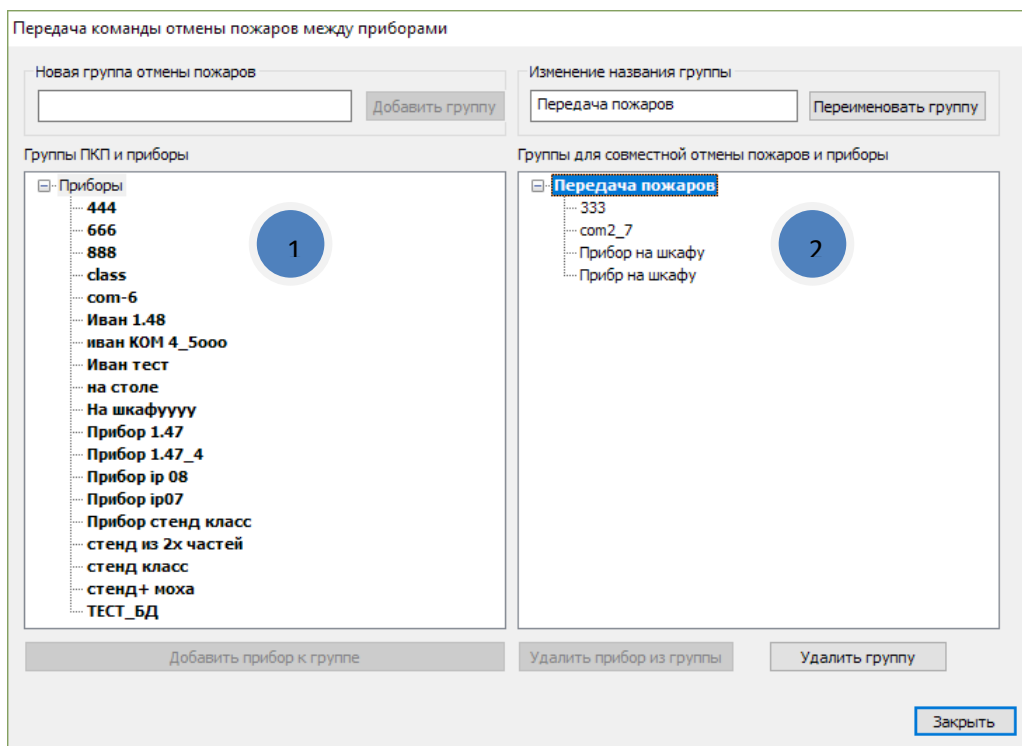 Передача команды отмены пожаров между приборами
Новая группа отмены пожаров
Добавить группу
Изменение названия группы
Передача пожаров
Переименовать группу
Группы ПКП и приборы
Приборы
444
666
888
class
com-6
Иван 1.48
иван КОМ 4_5ооо
Иван тест
на столе
На шкафуууу
Прибор 1.47
Прибор 1.47_4
Прибор ip 08
Прибор ip07
Прибор стенд класс
стенд из 2х частей
стенд класс
стенд+ моха
ТЕСТ_БД
1
Добавить прибор к группе
Группы для совместной отмены пожаров и приборы
Передача пожаров
333
com2_7
Прибор на шкафу
Прибр на шкафу
2
Удалить прибор из группы
Удалить группу
Закрыть